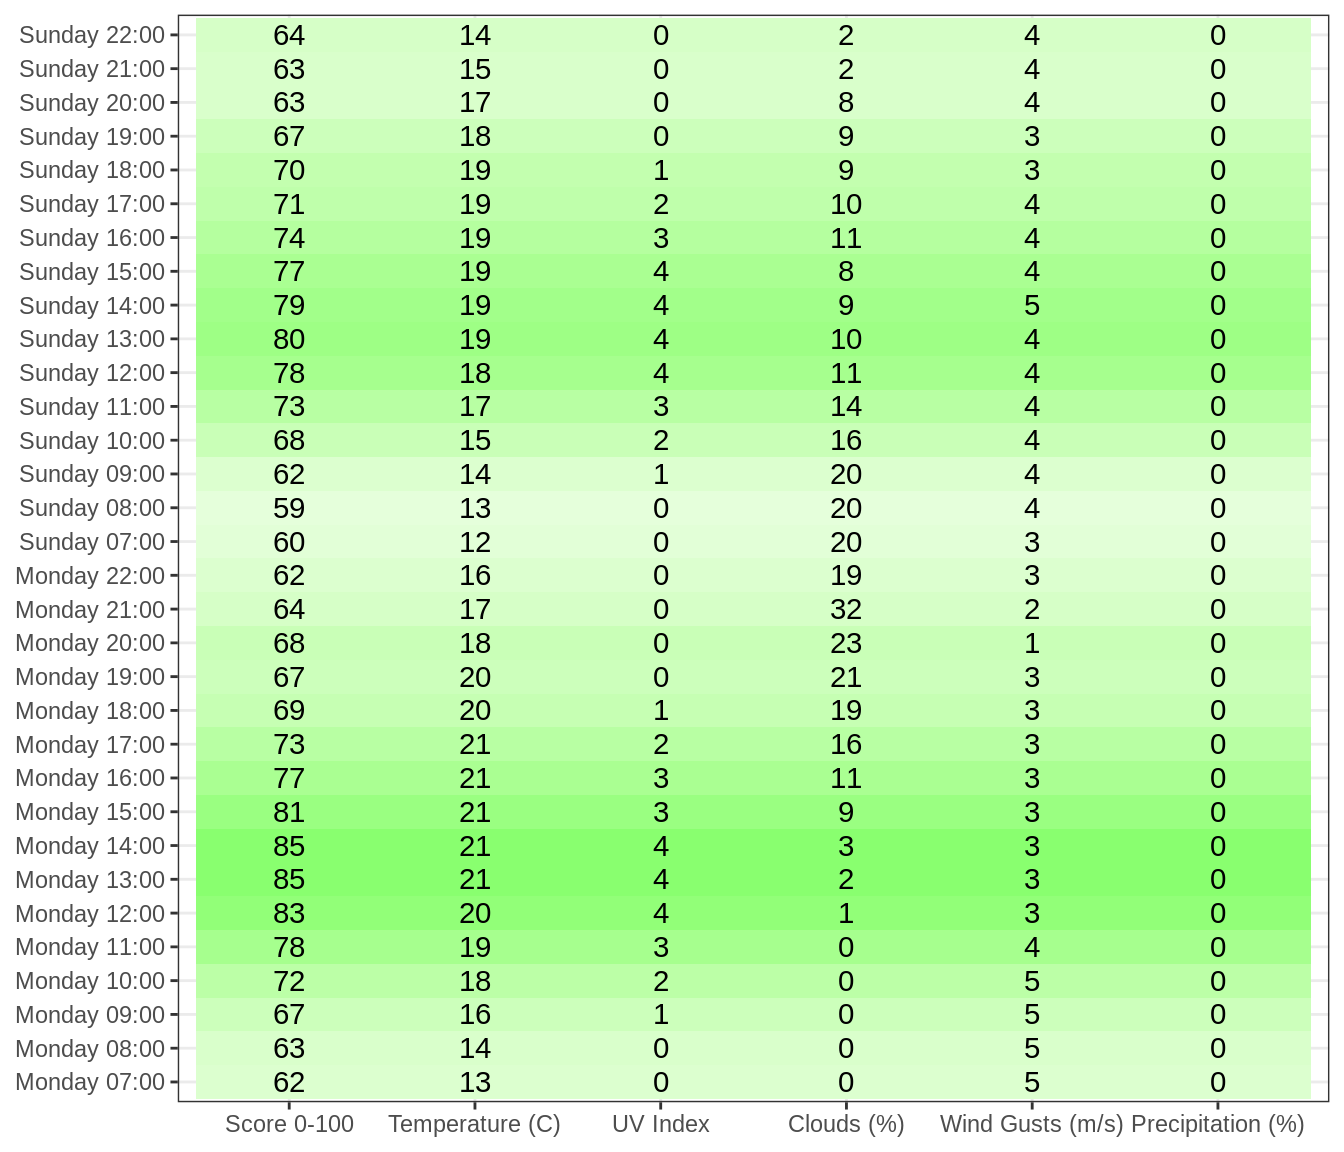 Sunday 22:00 64 14 0 2 4 0
Sunday 21:00 63 15 0 2 4 0
Sunday 20:00 63 17 0 8 4 0
Sunday 19:00 67 18 0 9 3 0
Sunday 18:00 70 19 1 9 3 0
Sunday 17:00 71 19 2 10 4 0
Sunday 16:00 74 19 3 11 4 0
Sunday 15:00 77 19 4 8 4 0
Sunday 14:00 79 19 4 9 5 0
Sunday 13:00 80 19 4 10 4 0
Sunday 12:00 78 18 4 11 4 0
Sunday 11:00 73 17 3 14 4 0
Sunday 10:00 68 15 2 16 4 0
Sunday 09:00 62 14 1 20 4 0
Sunday 08:00 59 13 0 20 4 0
Sunday 07:00 60 12 0 20 3 0
Monday 22:00 62 16 0 19 3 0
Monday 21:00 64 17 0 32 2 0
Monday 20:00 68 18 0 23 1 0
Monday 19:00 67 20 0 21 3 0
Monday 18:00 69 20 1 19 3 0
Monday 17:00 73 21 2 16 3 0
Monday 16:00 77 21 3 11 3 0
Monday 15:00 81 21 3 9 3 0
Monday 14:00 85 21 4 3 3 0
Monday 13:00 85 21 4 2 3 0
Monday 12:00 83 20 4 1 3 0
Monday 11:00 78 19 3 0 4 0
Monday 10:00 72 18 2 0 5 0
Monday 09:00 67 16 1 0 5 0
Monday 08:00 63 14 0 0 5 0
Monday 07:00 62 13 0 0 5 0
Score 0-100 Temperature (C) UV Index Clouds (%) Wind Gusts (m/s) Precipitation (%)